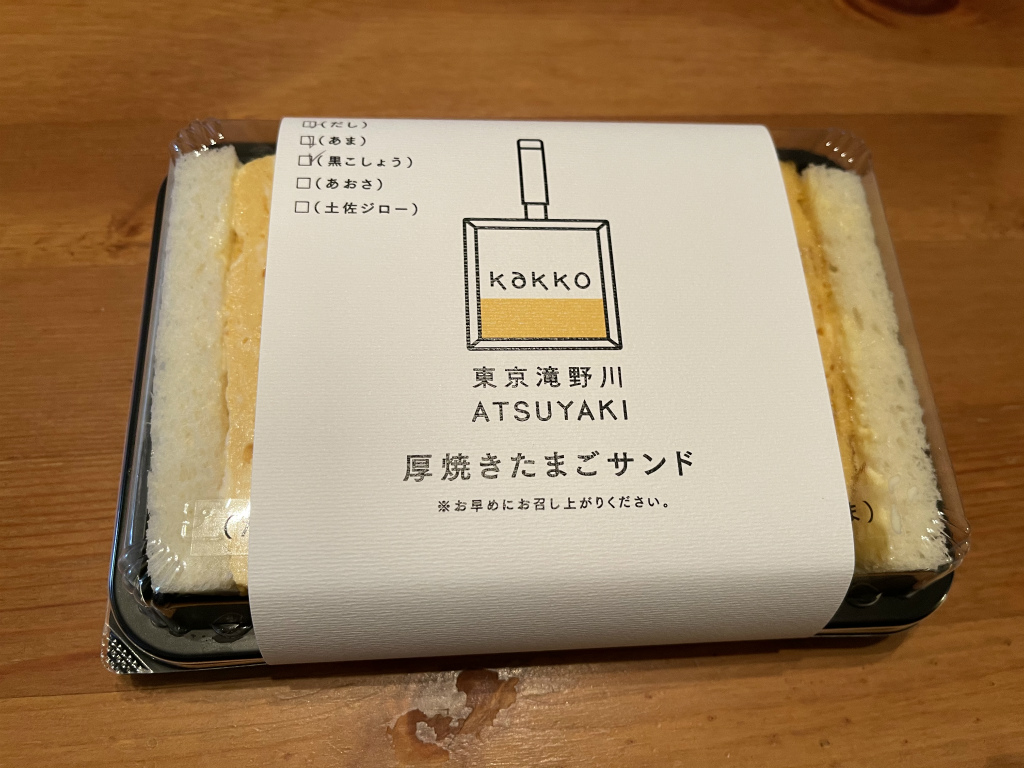 □(だし)
□(あま)
□(黒こしょう)
□(あおさ)
□(土佐ジロー)
kakko
東京滝野川
ATSUYAKI
厚焼きたまごサンド
※お早めにお召し上がりください。